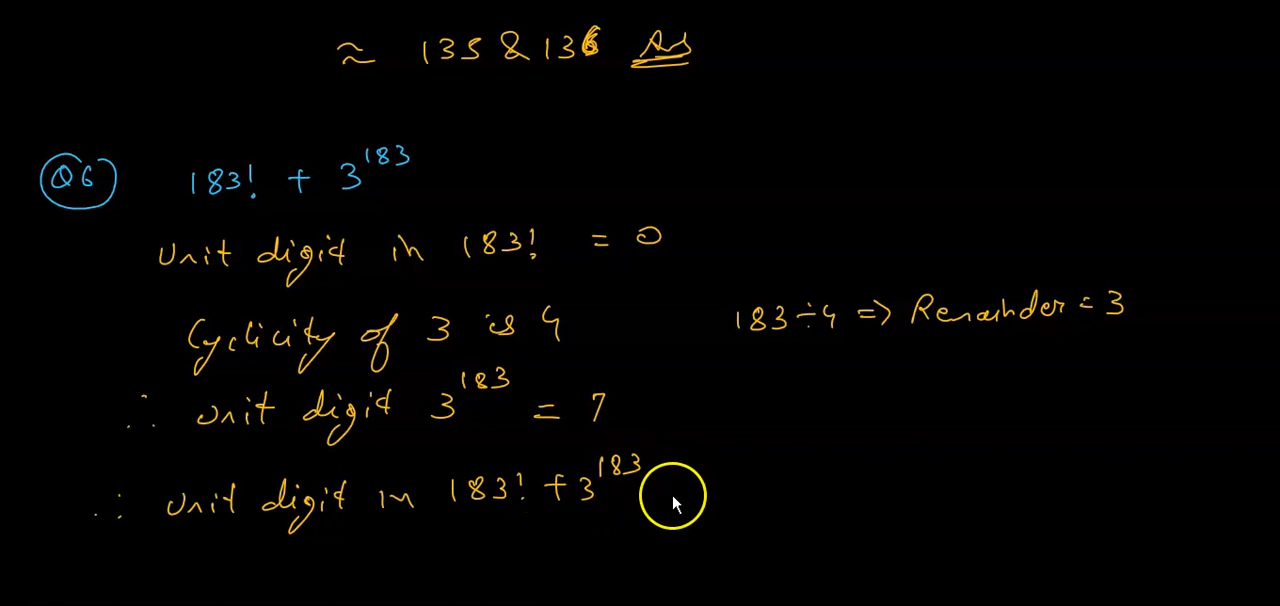 ≈ 135 & 136 Ans
Q6 183! + 3^183
Unit digit in 183! = 0
Cyclicity of 3 is 4 183 ÷ 4 => Remainder = 3
∴ unit digit 3^183 = 7
∴ unit digit in 183! + 3^183